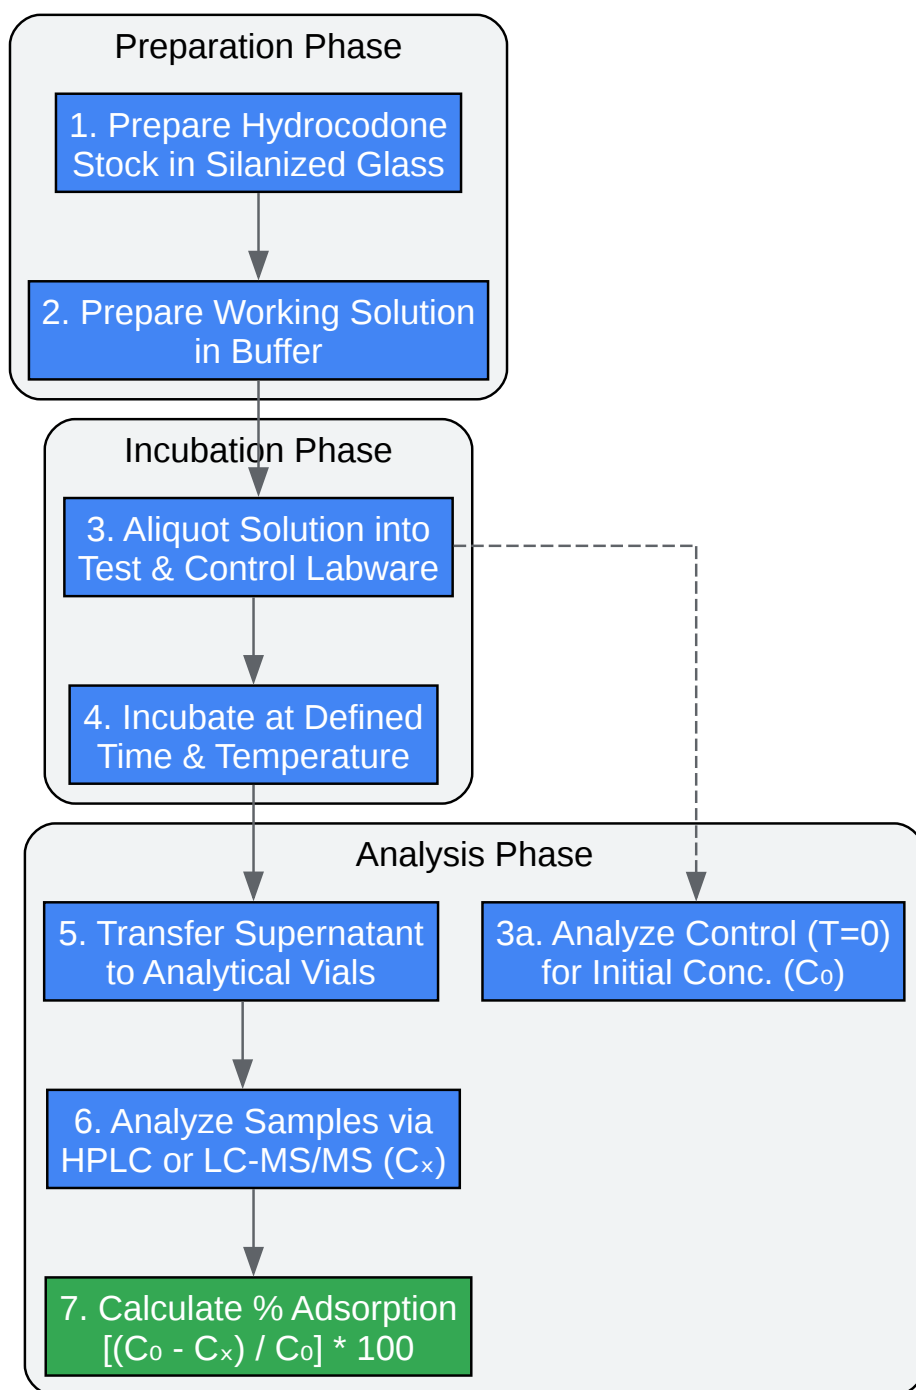 Preparation Phase
1. Prepare Hydrocodone
Stock in Silanized Glass
2. Prepare Working Solution
in Buffer
Incubation Phase
3. Aliquot Solution into
Test & Control Labware
4. Incubate at Defined
Time & Temperature
Analysis Phase
5. Transfer Supernatant
to Analytical Vials
3a. Analyze Control (T=0)
for Initial Conc. (C₀)
6. Analyze Samples via
HPLC or LC-MS/MS (Cₓ)
7. Calculate % Adsorption
[(C₀ - Cₓ) / C₀] * 100